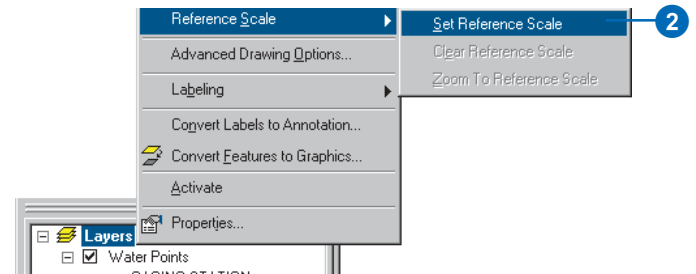 Reference Scale
Set Reference Scale
2
Clear Reference Scale
Zoom To Reference Scale
Advanced Drawing Options...
Labeling
Convert Labels to Annotation...
Convert Features to Graphics...
Activate
Properties...
Layers
Water Points